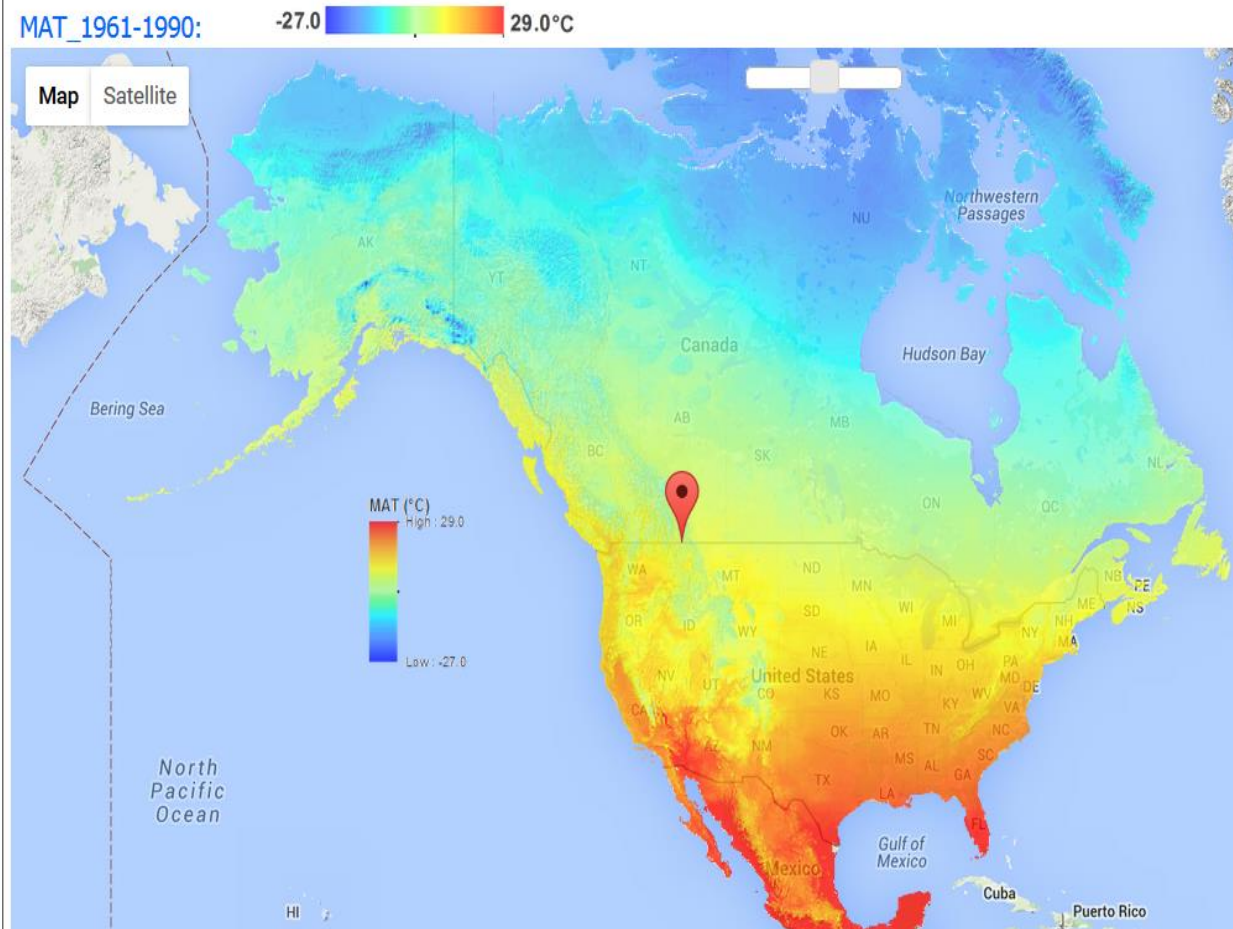 MAT_1961-1990:
-27.0
29.0°C
Map
Satellite
Northwestern
Passages
NU
AK
YT
NT
Canada
Hudson Bay
Bering Sea
AB
MB
BC
SK
NL
ON
QC
MAT (°C)
High : 29.0
Low : -27.0
WA
MT
ND
MN
NB
PE
ME
NS
OR
ID
SD
WI
MI
NY
NH
MA
WY
NE
IA
IL
IN
OH
PA
MD
DE
NV
UT
United States
CO
KS
MO
KY
WV
VA
CA
AZ
NM
OK
AR
TN
NC
MS
AL
GA
SC
TX
LA
FL
North
Pacific
Ocean
Gulf of
Mexico
Mexico
Cuba
Puerto Rico
HI